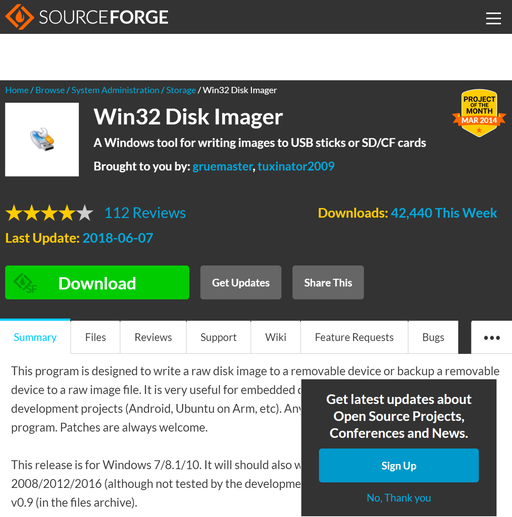 SOURCEFORGE
Home / Browse / System Administration / Storage / Win32 Disk Imager
Win32 Disk Imager
PROJECT
OF THE
MONTH
MAR 2014
A Windows tool for writing images to USB sticks or SD/CF cards
Brought to you by: gruemaster, tuxinator2009
112 Reviews
Downloads: 42,440 This Week
Last Update: 2018-06-07
SF
Download
Get Updates
Share This
Summary
Files
Reviews
Support
Wiki
Feature Requests
Bugs
This program is designed to write a raw disk image to a removable device or backup a removable
device to a raw image file. It is very useful for embedded
development projects (Android, Ubuntu on Arm, etc).
program. Patches are always welcome.
This release is for Windows 7/8.1/10. It will should also
2008/2012/2016 (although not tested by the
v0.9 (in the files archive).
Get latest updates about
Open Source Projects,
Conferences and News.
Sign Up
No, Thank you